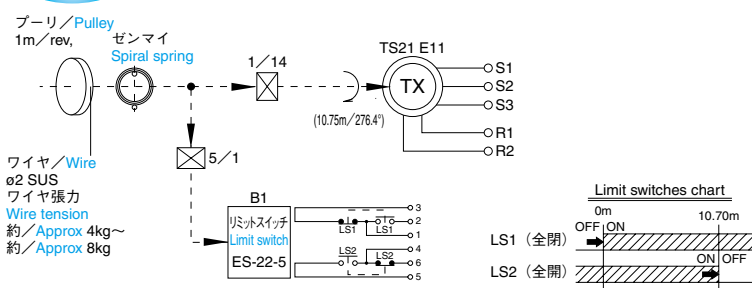 プーリ／Pulley
1m／rev,
ゼンマイ
Spiral spring
1／14
TS21 E11
TX
S1
S2
S3
R1
R2
(10.75m／276.4°)
5／1
ワイヤ／Wire
ø2 SUS
ワイヤ張力
Wire tension
約／Approx 4kg～
約／Approx 8kg
B1
リミットスイッチ
Limit switch
ES-22-5
LS1
LS1
3
2
1
LS2
LS2
4
6
5
Limit switches chart
0m
10.70m
OFF ON
LS1（全閉）
ON OFF
LS2（全開）